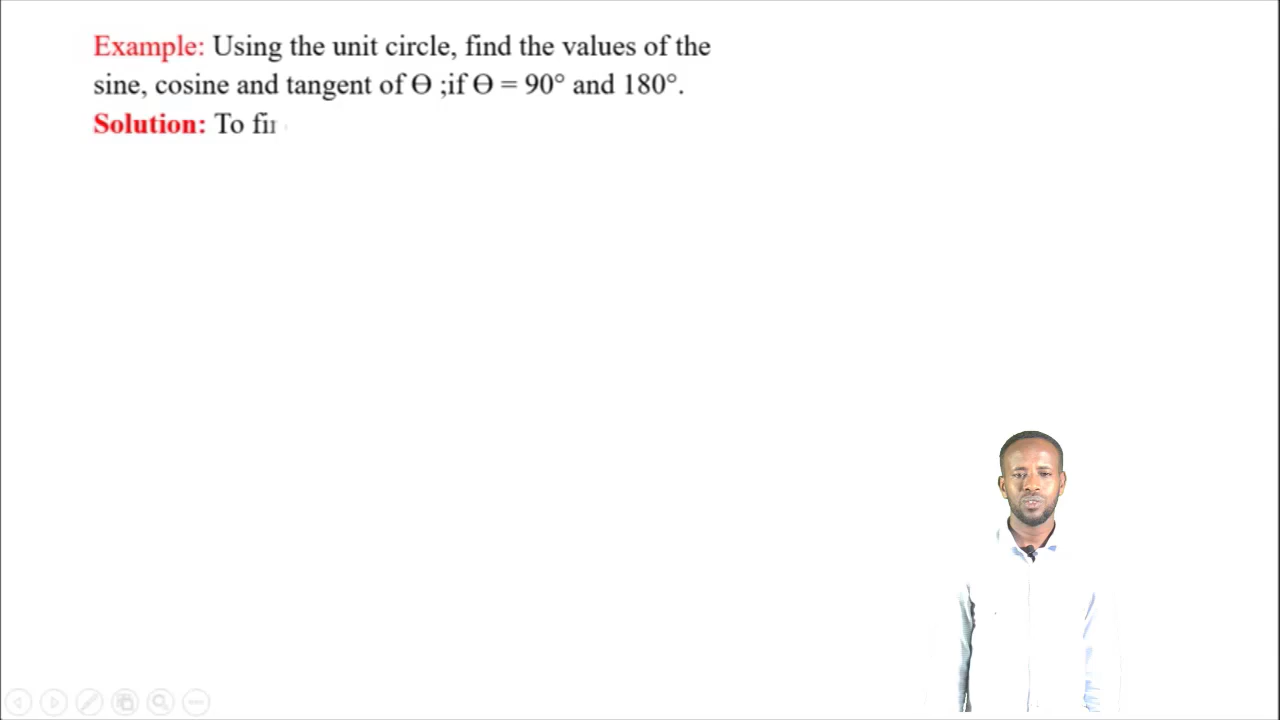 Example: Using the unit circle, find the values of the
sine, cosine and tangent of Ө ;if Ө = 90° and 180°.
Solution: To